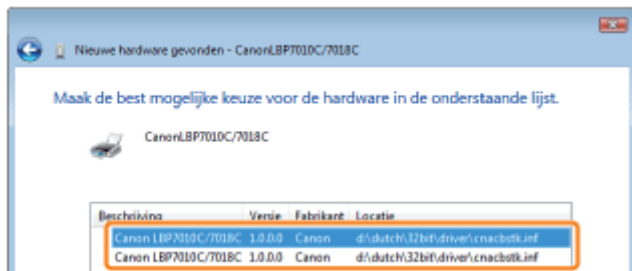 Nieuwe hardware gevonden - CanonLBP7010C/7018C
Maak de best mogelijke keuze voor de hardware in de onderstaande lijst.
CanonLBP7010C/7018C
Beschrijving Versie Fabrikant Locatie
Canon LBP7010C/7018C 1.0.0.0 Canon d:\dutch\32bit\driver\cnacbstk.inf
Canon LBP7010C/7018C 1.0.0.0 Canon d:\dutch\32bit\driver\cnacbstk.inf